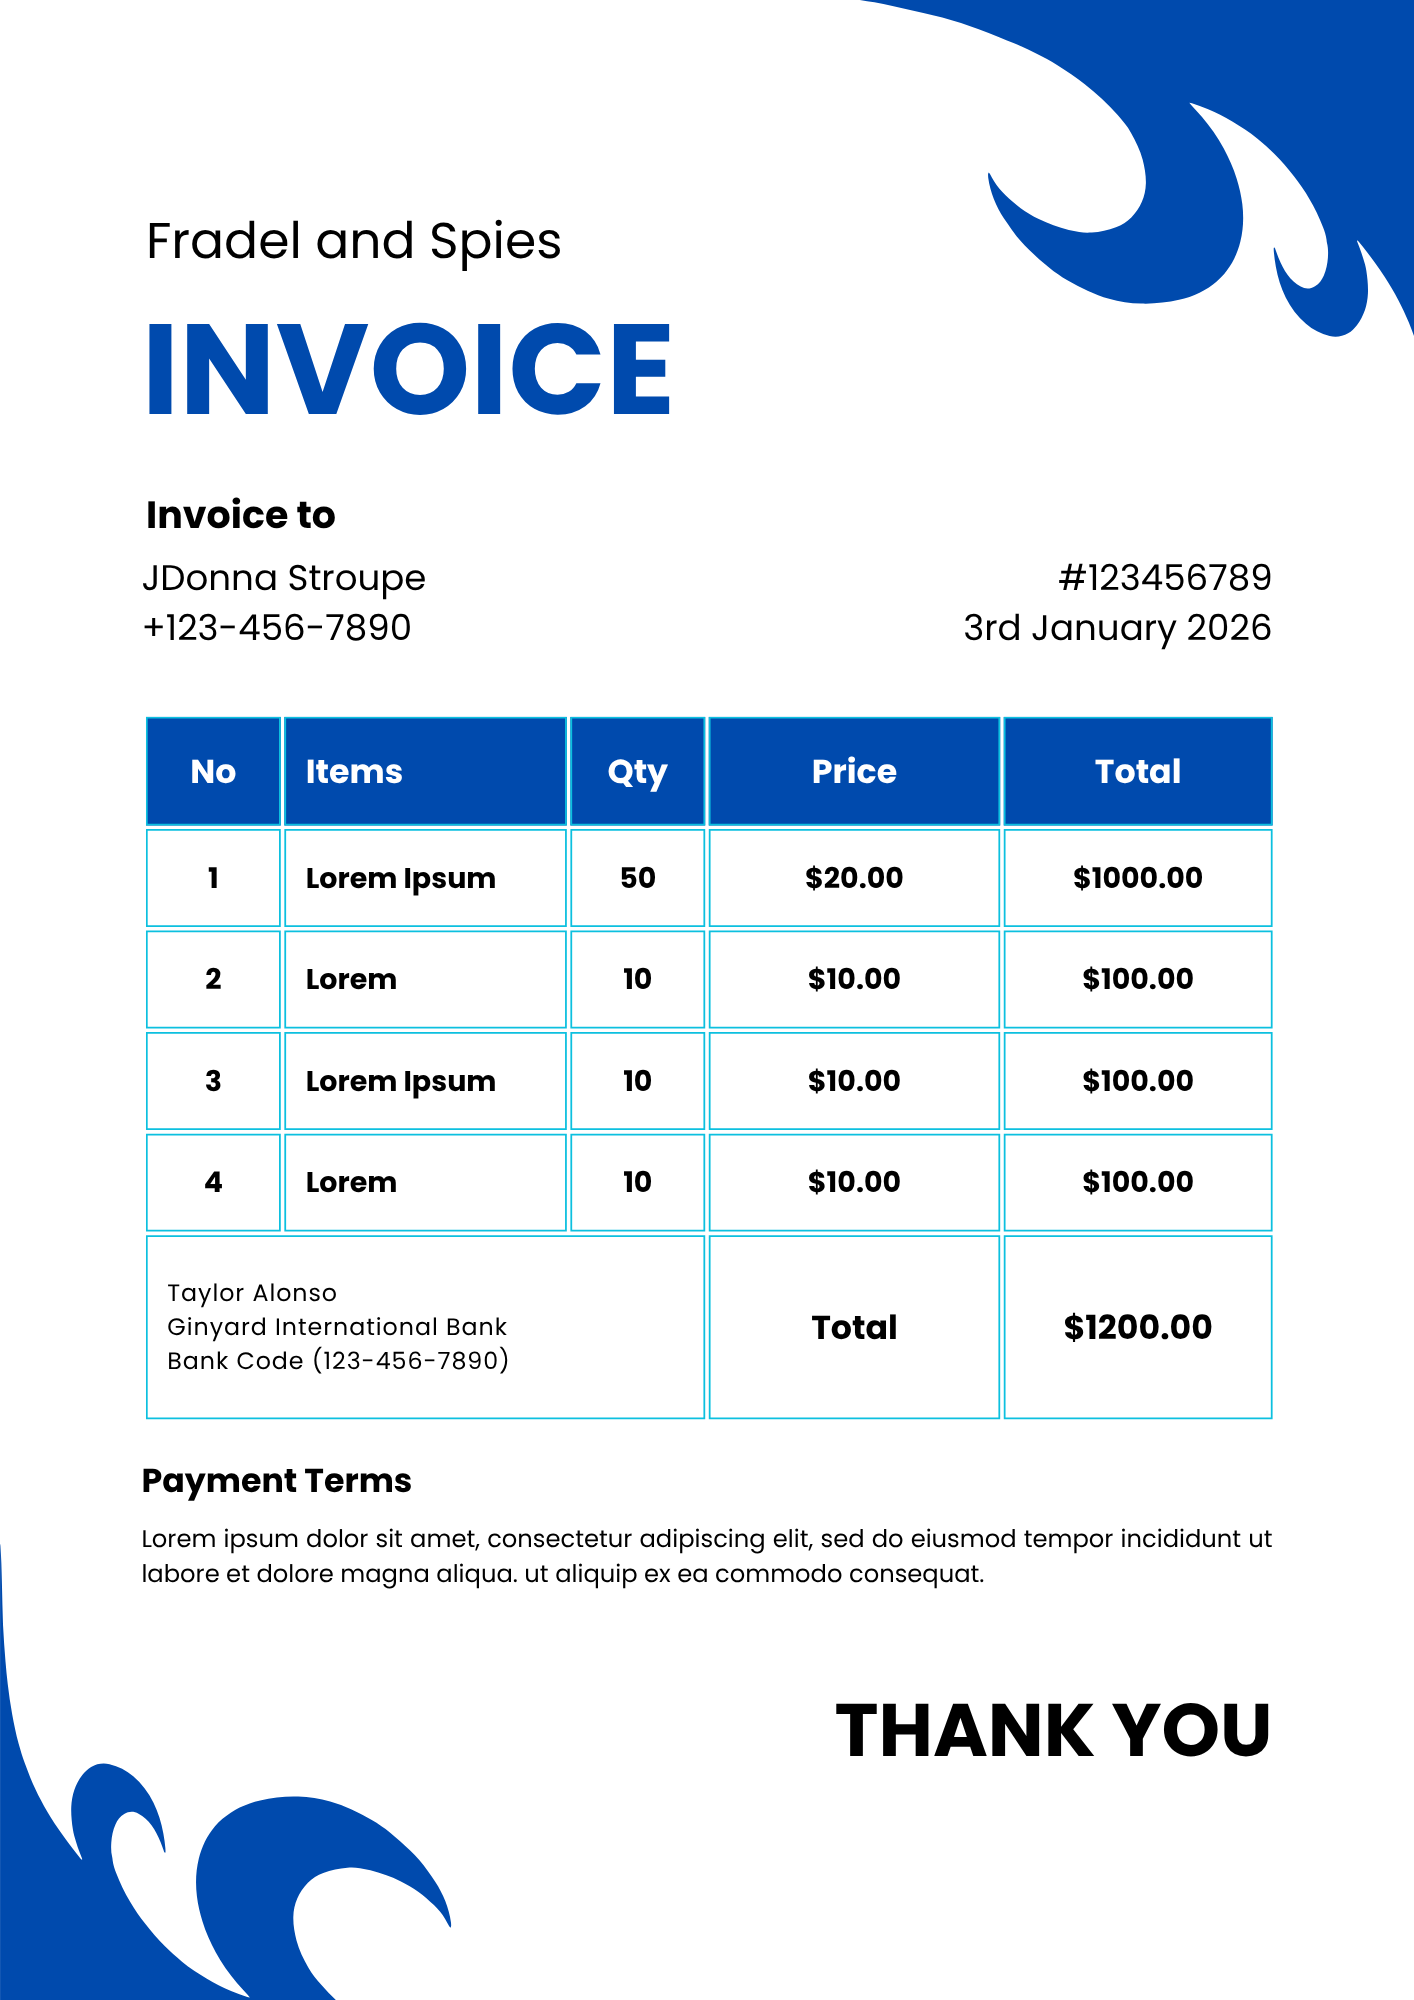 Fradel and Spies
INVOICE
Invoice to
JDonna Stroupe
+123-456-7890
#123456789
3rd January 2026
No Items Qty Price Total
1 Lorem Ipsum 50 $20.00 $1000.00
2 Lorem 10 $10.00 $100.00
3 Lorem Ipsum 10 $10.00 $100.00
4 Lorem 10 $10.00 $100.00
Taylor Alonso
Ginyard International Bank
Bank Code (123-456-7890)
Total $1200.00
Payment Terms
Lorem ipsum dolor sit amet, consectetur adipiscing elit, sed do eiusmod tempor incididunt ut
labore et dolore magna aliqua. ut aliquip ex ea commodo consequat.
THANK YOU